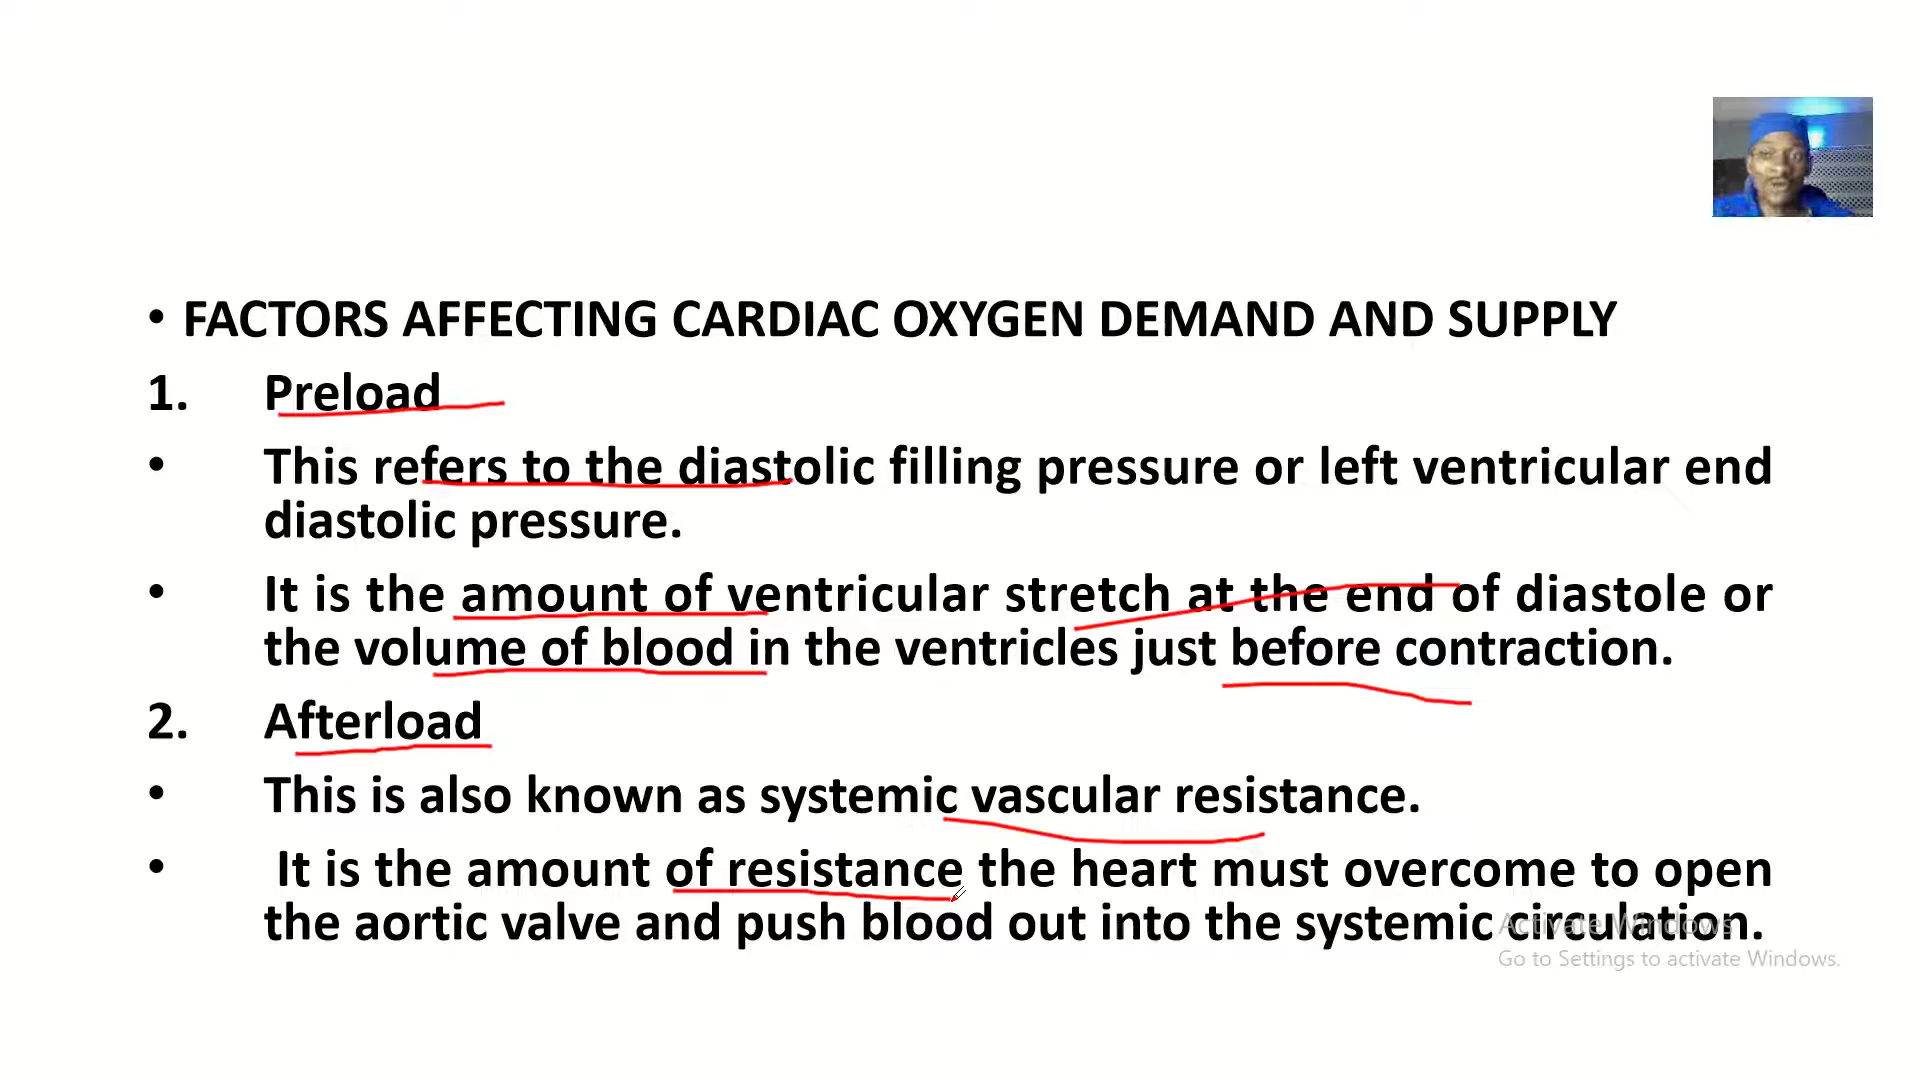 • FACTORS AFFECTING CARDIAC OXYGEN DEMAND AND SUPPLY
1. Preload
• This refers to the diastolic filling pressure or left ventricular end
diastolic pressure.
• It is the amount of ventricular stretch at the end of diastole or
the volume of blood in the ventricles just before contraction.
2. Afterload
• This is also known as systemic vascular resistance.
• It is the amount of resistance the heart must overcome to open
the aortic valve and push blood out into the systemic circulation.
Activate Windows
Go to Settings to activate Windows.